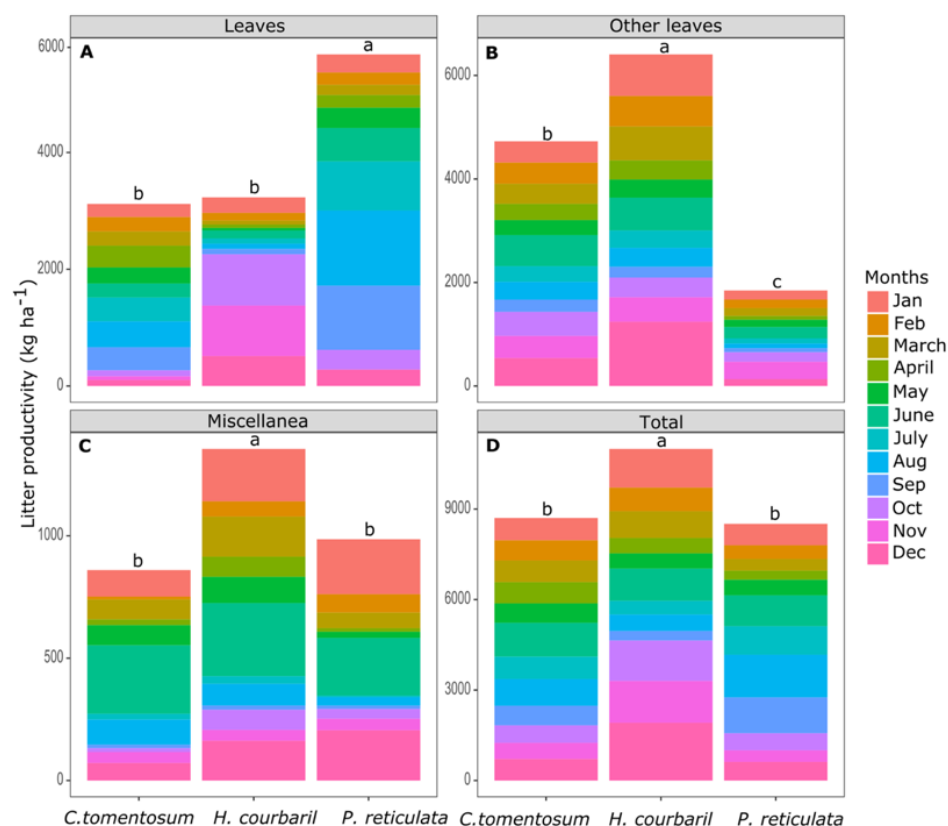 Leaves
Other leaves
A
B
6000
4000
2000
0
a
b
b
6000
4000
2000
0
a
b
c
Litter productivity (kg ha⁻¹)
Miscellanea
Total
C
D
1000
500
0
a
b
b
9000
6000
3000
0
a
b
b
C.tomentosum
H. courbaril
P. reticulata
C.tomentosum
H. courbaril
P. reticulata
Months
Jan
Feb
March
April
May
June
July
Aug
Sep
Oct
Nov
Dec